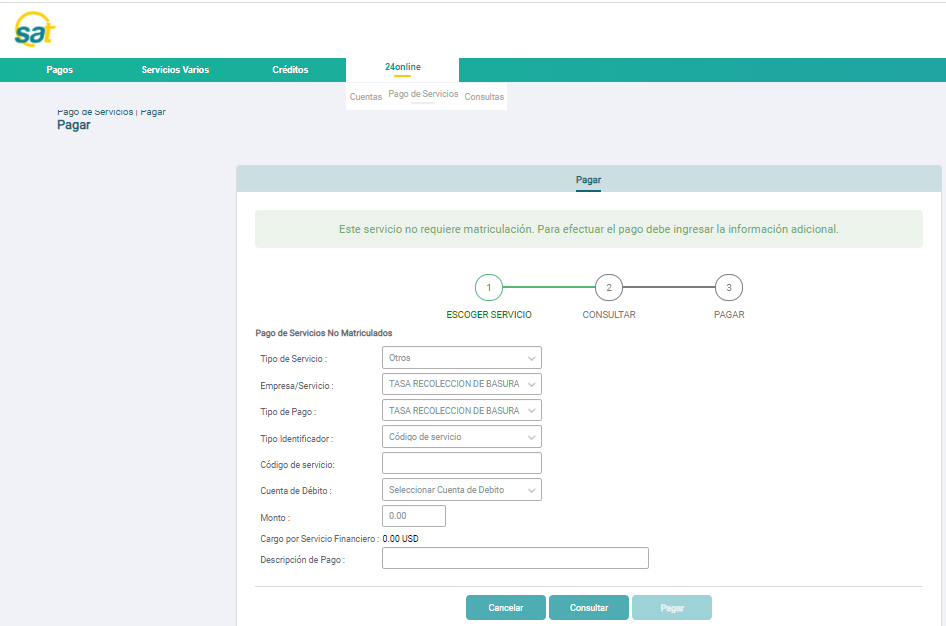 sat
Pagos Servicios Varios Créditos 24online
Cuentas Pago de Servicios Consultas
Pago de Servicios | Pagar
Pagar
Pagar
Este servicio no requiere matriculación. Para efectuar el pago debe ingresar la información adicional.
1 2 3
ESCOGER SERVICIO CONSULTAR PAGAR
Pago de Servicios No Matriculados
Tipo de Servicio : Otros
Empresa/Servicio : TASA RECOLECCION DE BASURA
Tipo de Pago : TASA RECOLECCION DE BASURA
Tipo Identificador : Código de servicio
Código de servicio:
Cuenta de Débito : Seleccionar Cuenta de Debito
Monto : 0.00
Cargo por Servicio Financiero : 0.00 USD
Descripción de Pago :
Cancelar Consultar Pagar